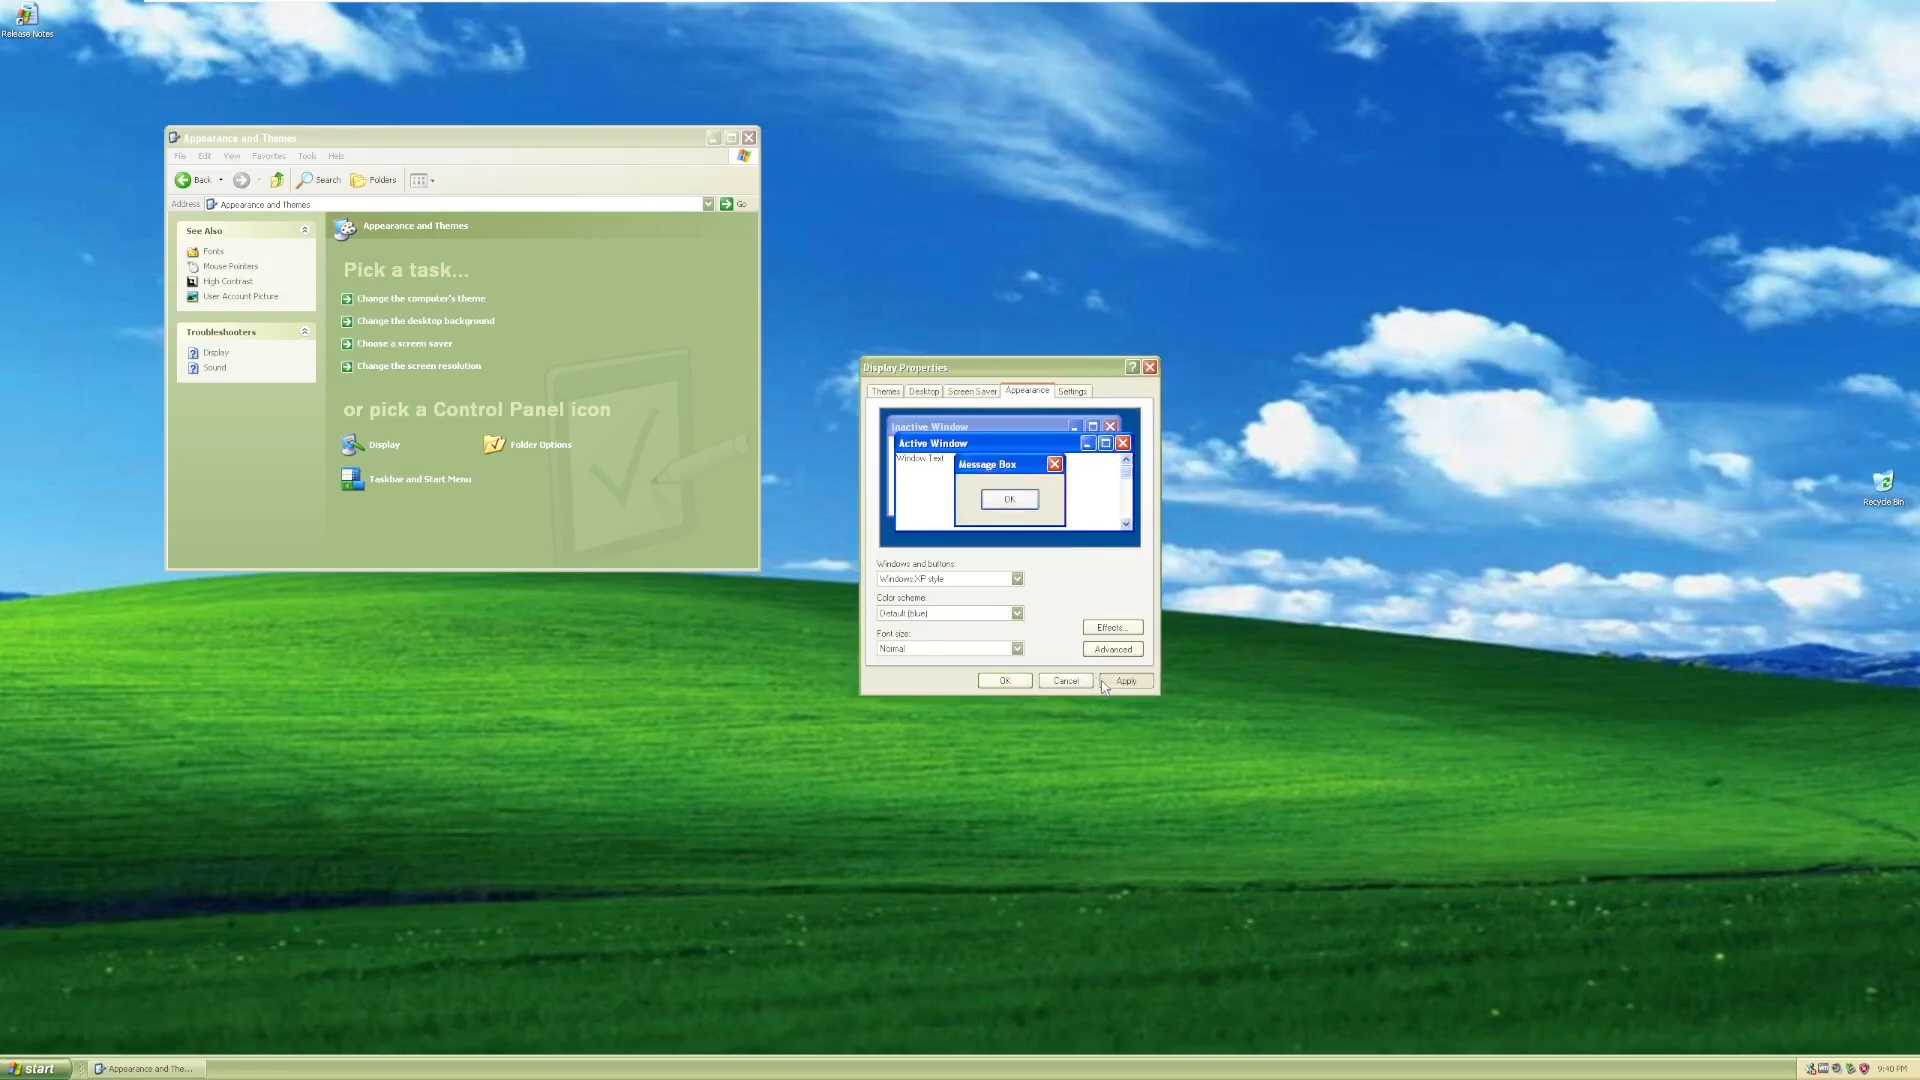 Release Notes
Appearance and Themes
File Edit View Favorites Tools Help
Back Search Folders
Address Appearance and Themes Go
See Also
Fonts
Mouse Pointers
High Contrast
User Account Picture
Troubleshooters
Display
Sound
Appearance and Themes
Pick a task...
Change the computer's theme
Change the desktop background
Choose a screen saver
Change the screen resolution
or pick a Control Panel icon
Display Folder Options
Taskbar and Start Menu
Display Properties
Themes Desktop Screen Saver Appearance Settings
Inactive Window
Active Window
Window Text
Message Box
OK
Windows and buttons:
Windows XP style
Color scheme:
Default (blue)
Effects...
Font size:
Normal
Advanced
OK Cancel Apply
Recycle Bin
start Appearance and The... 9:40 PM